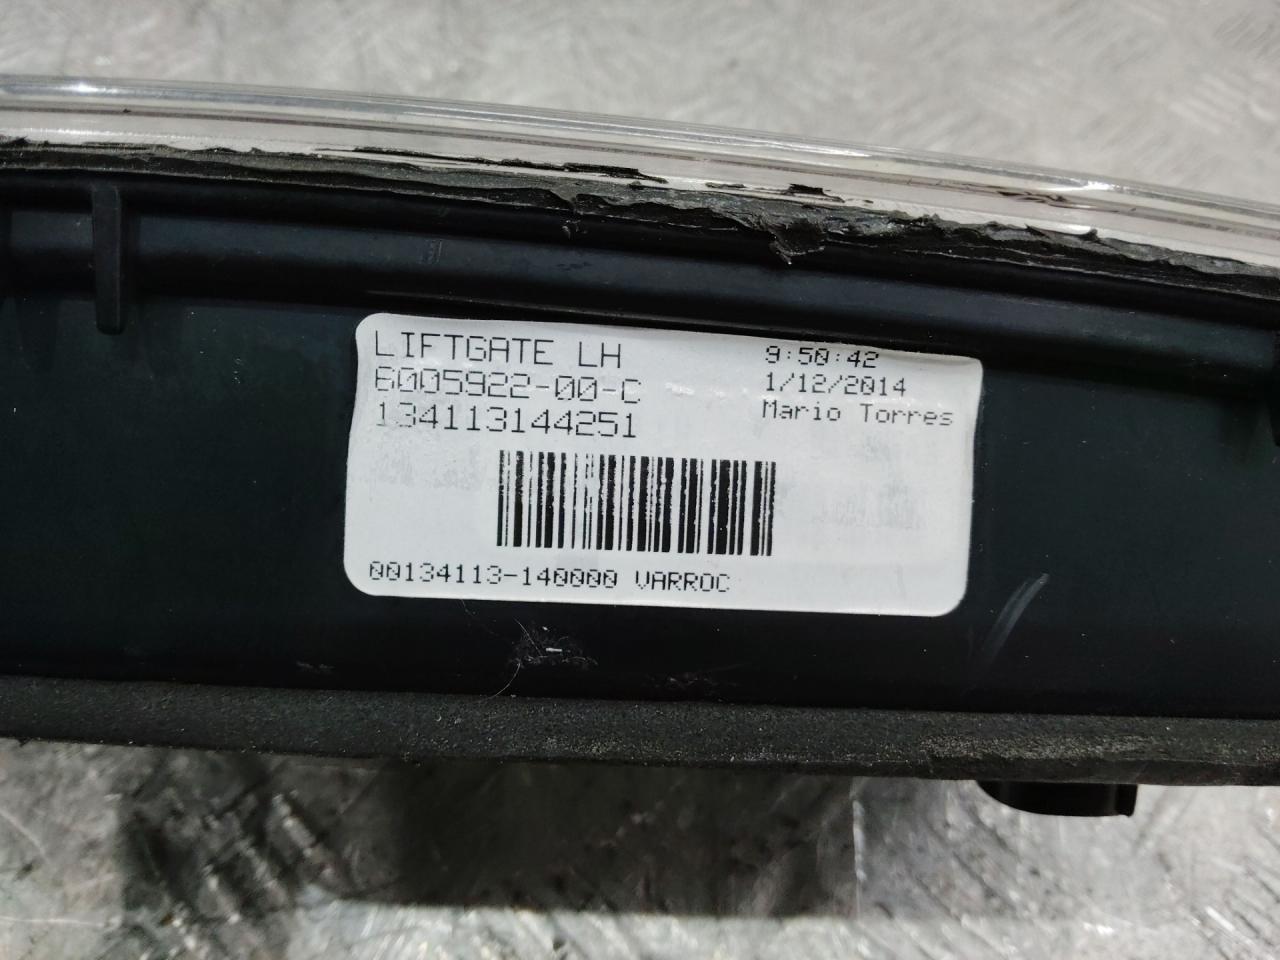 LIFTGATE LH
6005922-00-C
134113144251
9:50:42
1/12/2014
Mario Torres
00134113-140000 VARROC